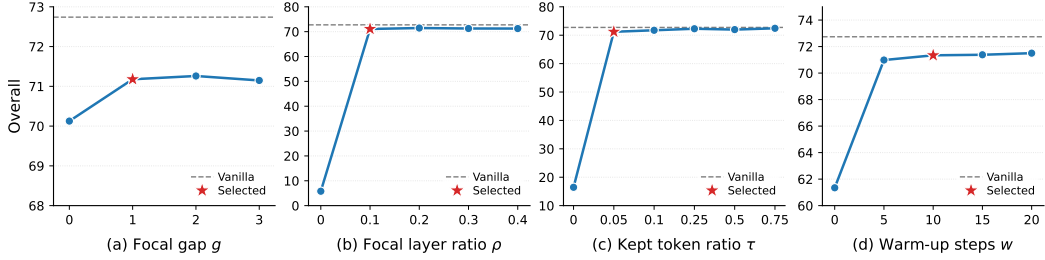 Overall
73
72
71
70
69
68
0 1 2 3
Vanilla
Selected
(a) Focal gap g
80
70
60
50
40
30
20
10
0
0 0.1 0.2 0.3 0.4
Vanilla
Selected
(b) Focal layer ratio ρ
80
70
60
50
40
30
20
10
0 0.05 0.1 0.25 0.5 0.75
Vanilla
Selected
(c) Kept token ratio τ
74
72
70
68
66
64
62
60
0 5 10 15 20
Vanilla
Selected
(d) Warm-up steps w